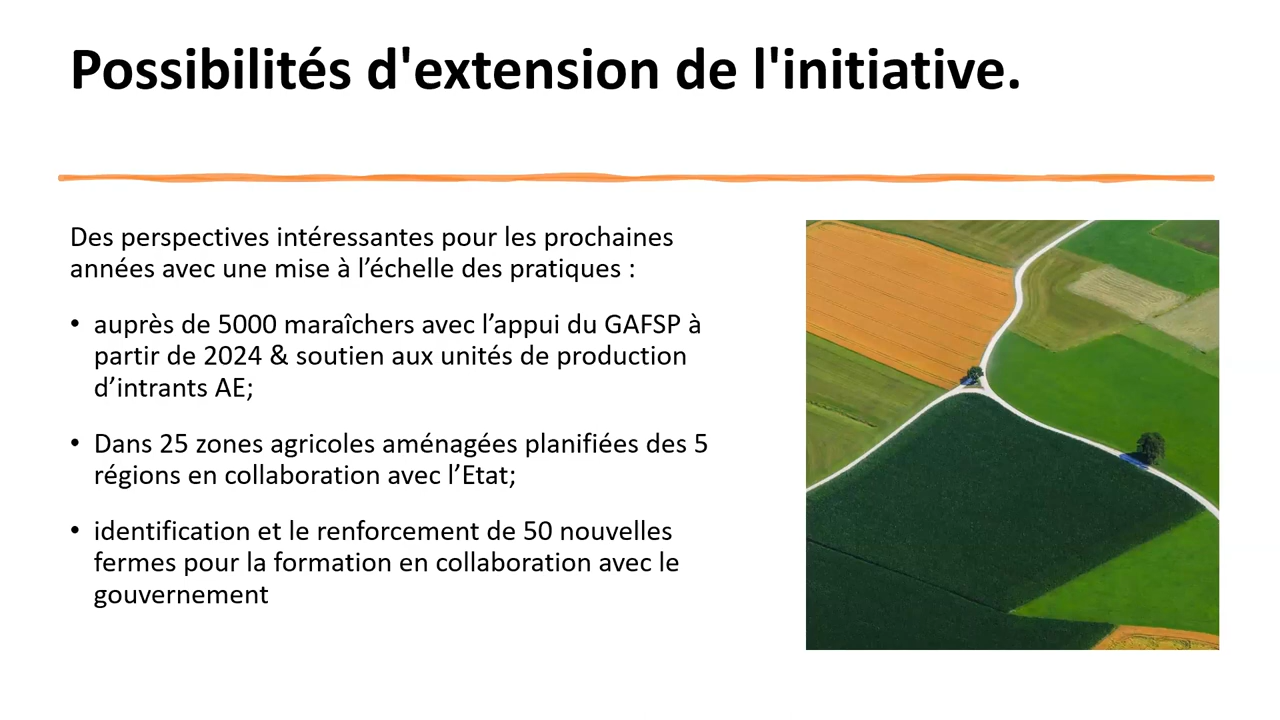 Possibilités d'extension de l'initiative.
Des perspectives intéressantes pour les prochaines
années avec une mise à l’échelle des pratiques :
• auprès de 5000 maraîchers avec l’appui du GAFSP à
partir de 2024 & soutien aux unités de production
d’intrants AE;
• Dans 25 zones agricoles aménagées planifiées des 5
régions en collaboration avec l’Etat;
• identification et le renforcement de 50 nouvelles
fermes pour la formation en collaboration avec le
gouvernement